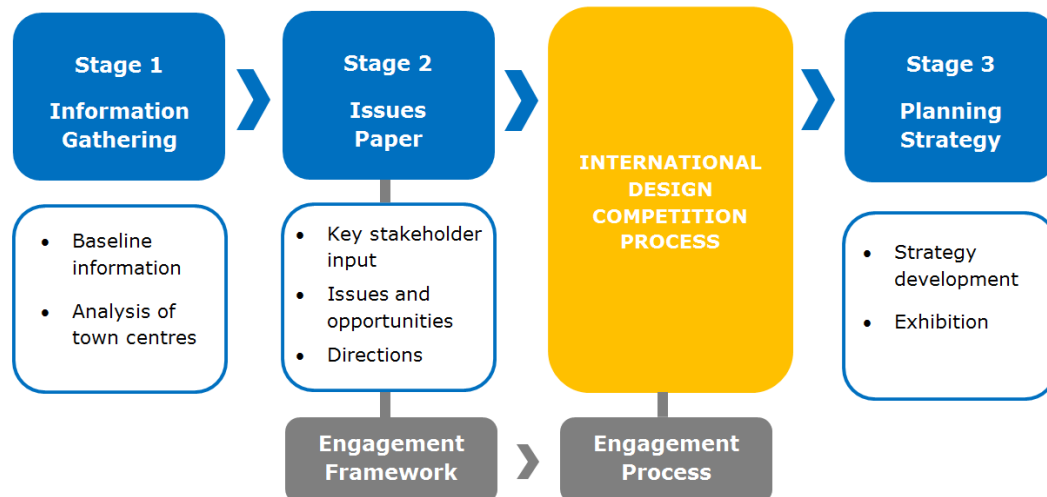 Stage 1
Information
Gathering
• Baseline
information
• Analysis of
town centres
Stage 2
Issues
Paper
• Key stakeholder
input
• Issues and
opportunities
• Directions
Engagement
Framework
INTERNATIONAL
DESIGN
COMPETITION
PROCESS
Engagement
Process
Stage 3
Planning
Strategy
• Strategy
development
• Exhibition